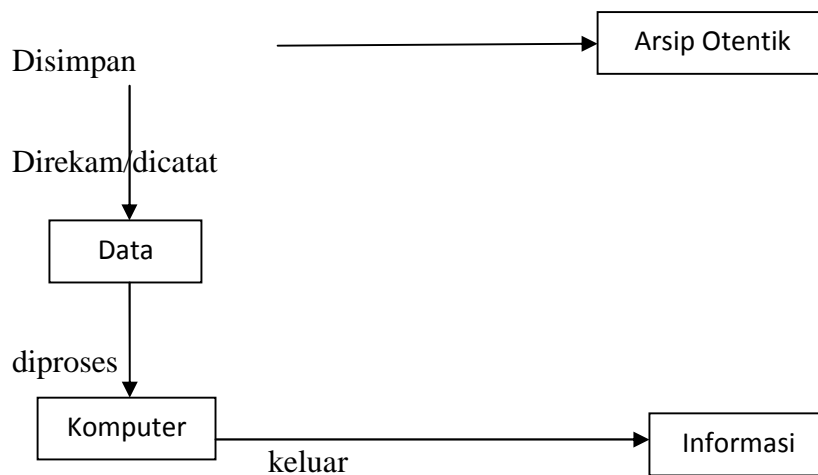 Arsip Otentik
Disimpan
Direkam/dicatat
Data
diproses
Komputer
Informasi
keluar